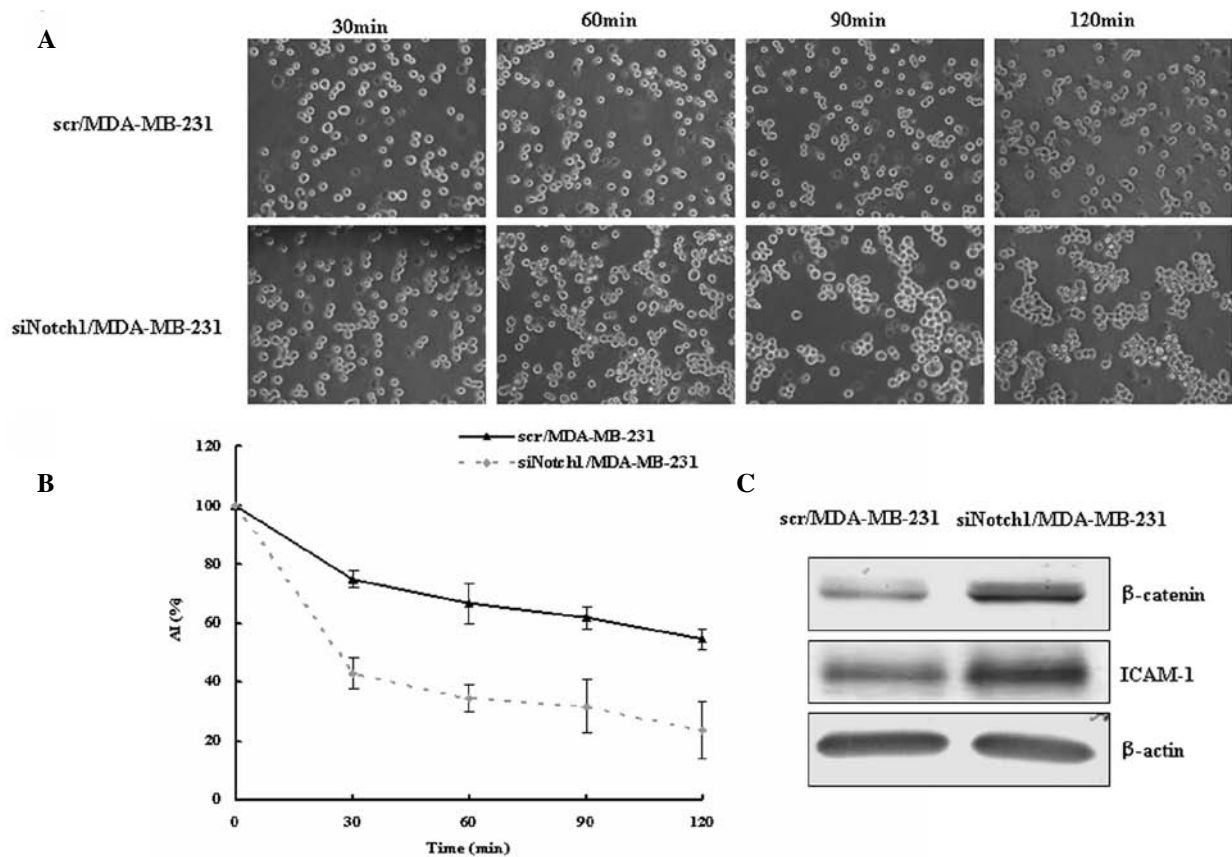 A
30min
60min
90min
120min
scr/MDA-MB-231
siNotch1/MDA-MB-231
B
scr/MDA-MB-231
siNotch1/MDA-MB-231
AI (%)
120
100
80
60
40
20
0
0
30
60
90
120
Time (min)
C
scr/MDA-MB-231
siNotch1/MDA-MB-231
β-catenin
ICAM-1
β-actin